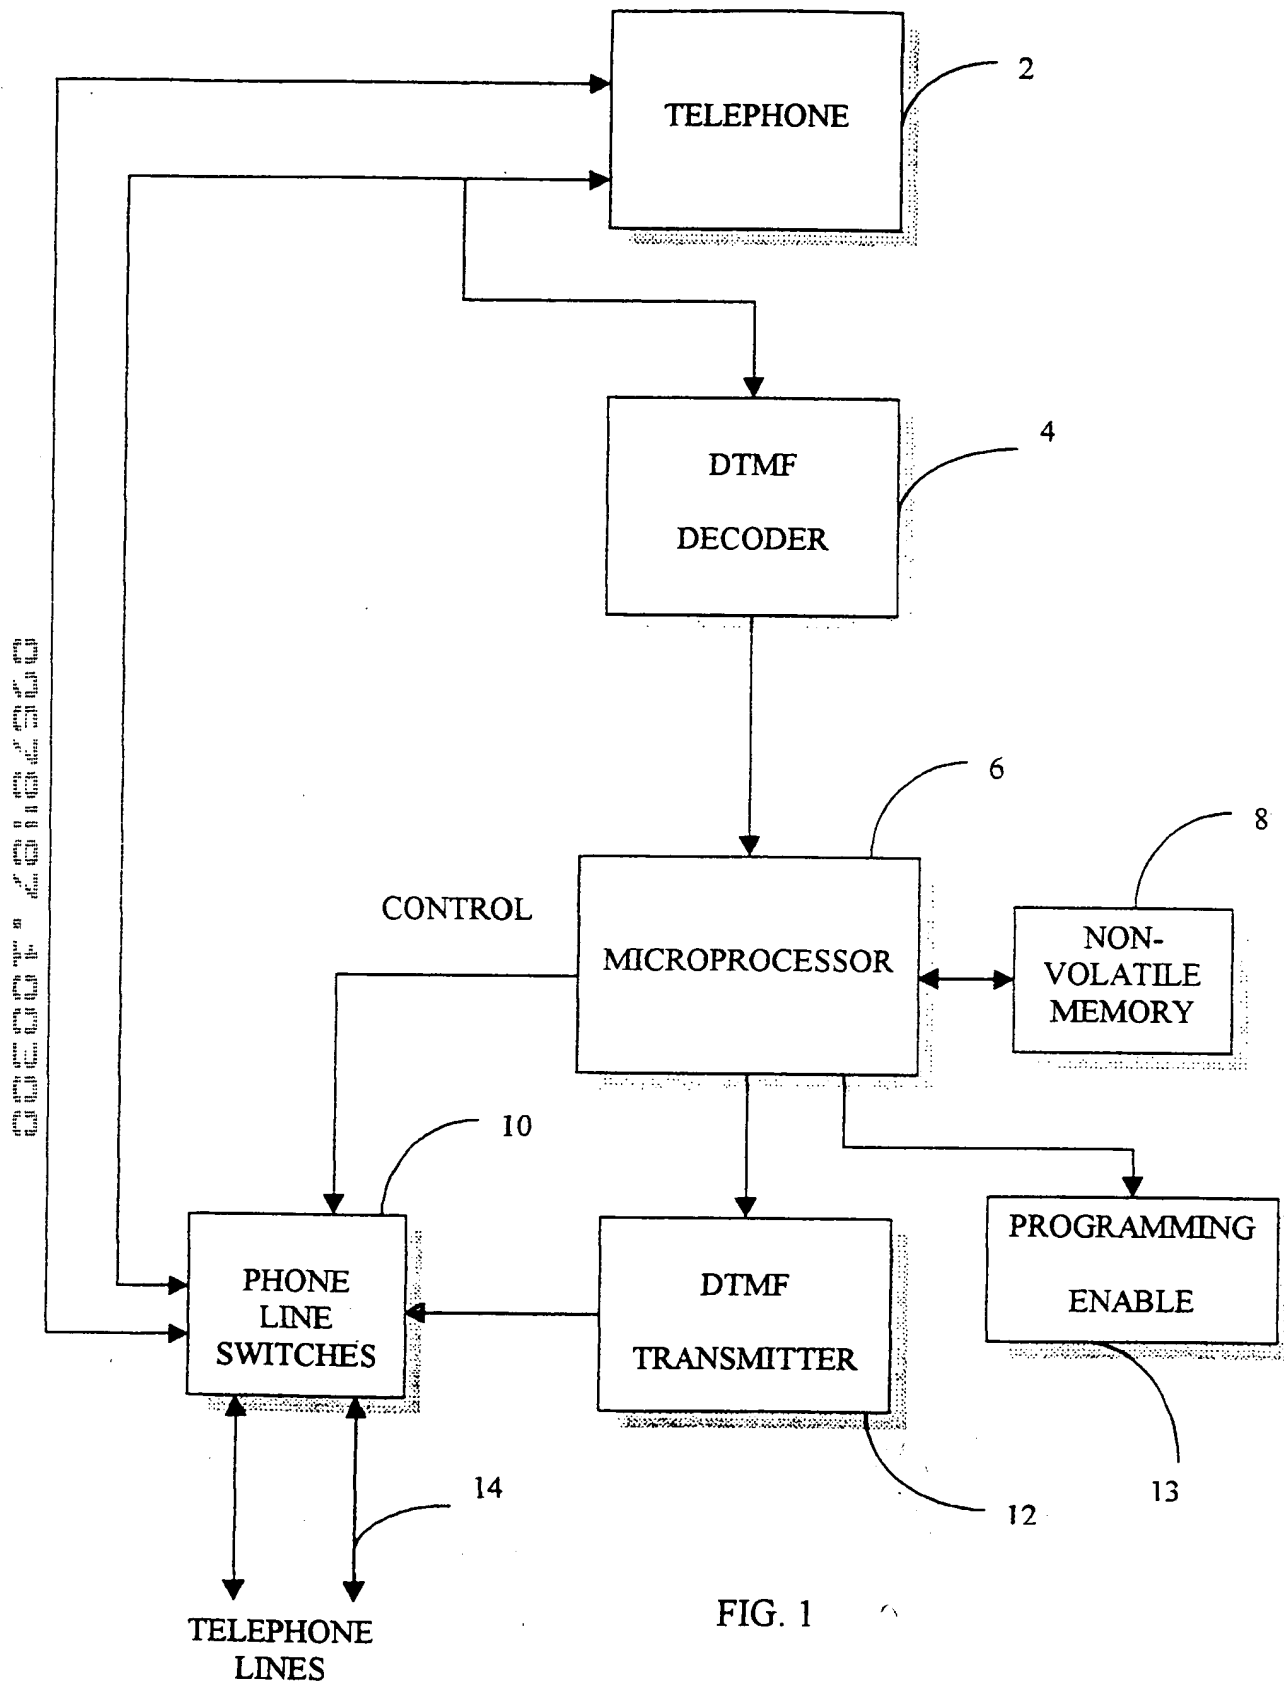 2
TELEPHONE
4
DTMF
DECODER
6
8
CONTROL
MICROPROCESSOR
NON-
VOLATILE
MEMORY
10
PROGRAMMING
ENABLE
PHONE
LINE
SWITCHES
DTMF
TRANSMITTER
14
13
12
FIG. 1
TELEPHONE
LINES